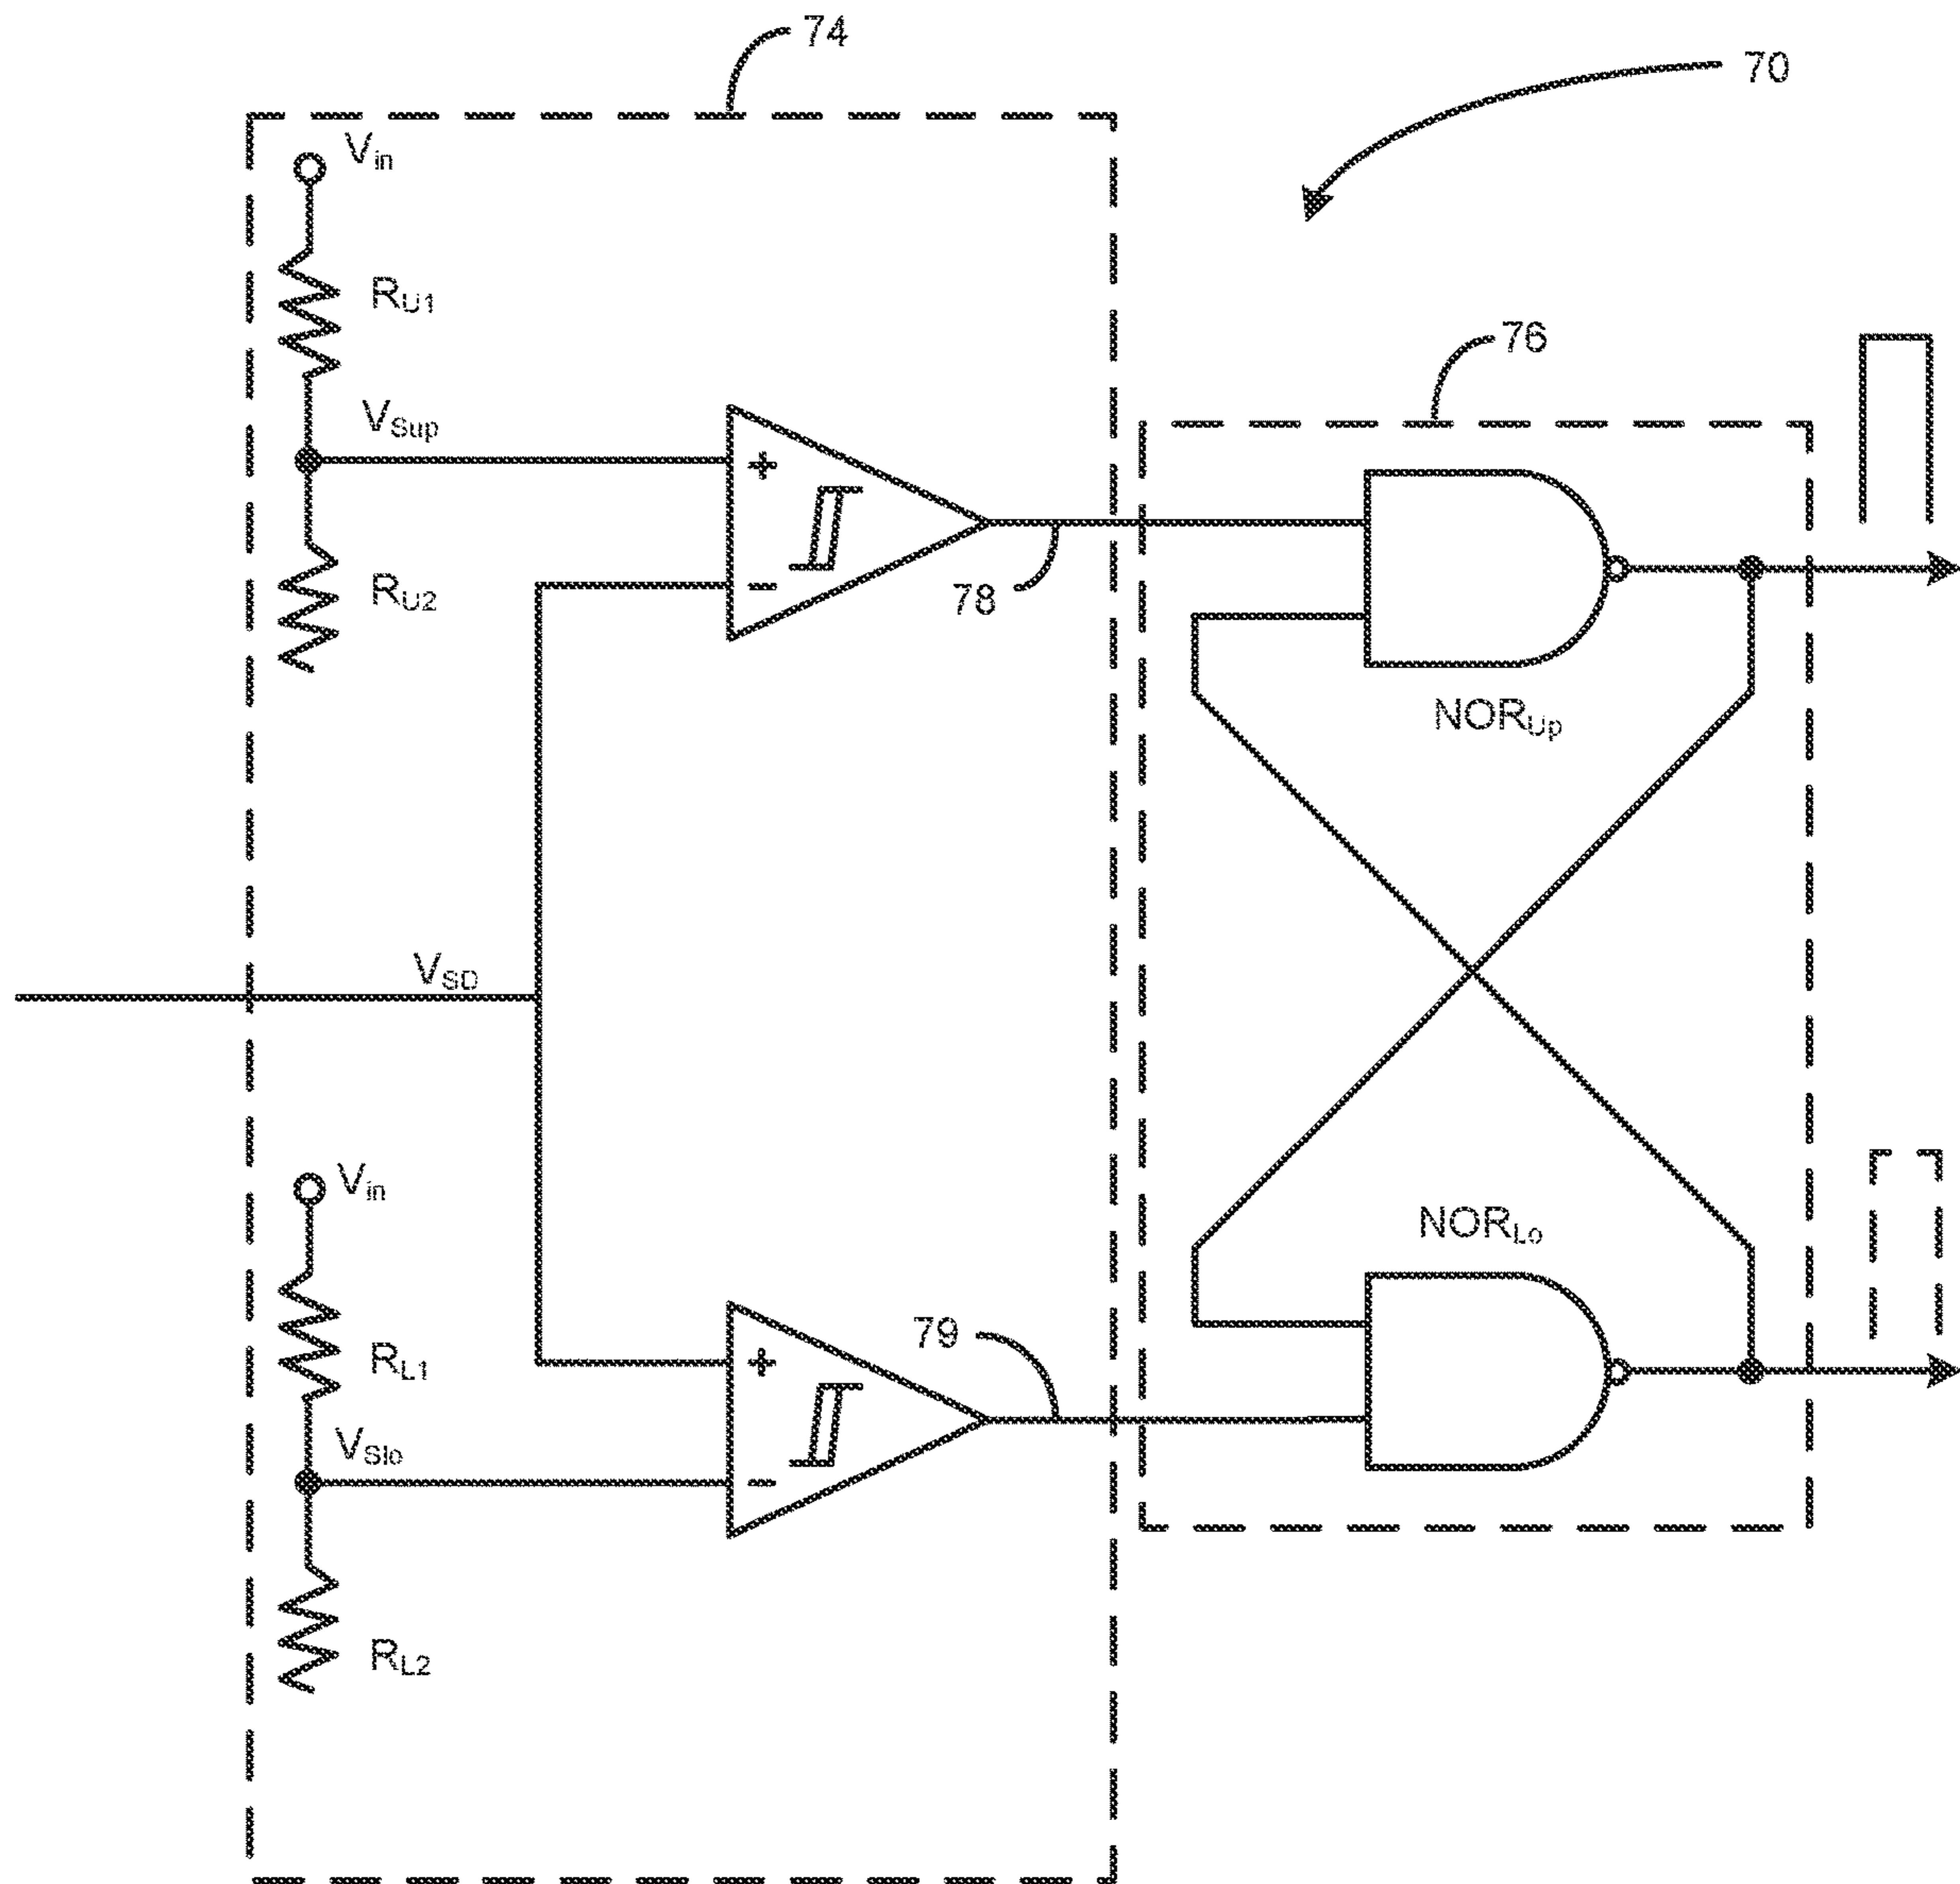 74
70
Vin
RU1
76
VSup
+
-
RU2
78
NORUp
VSD
Vin
NORLo
79
+
RL1
VSlo
-
RL2